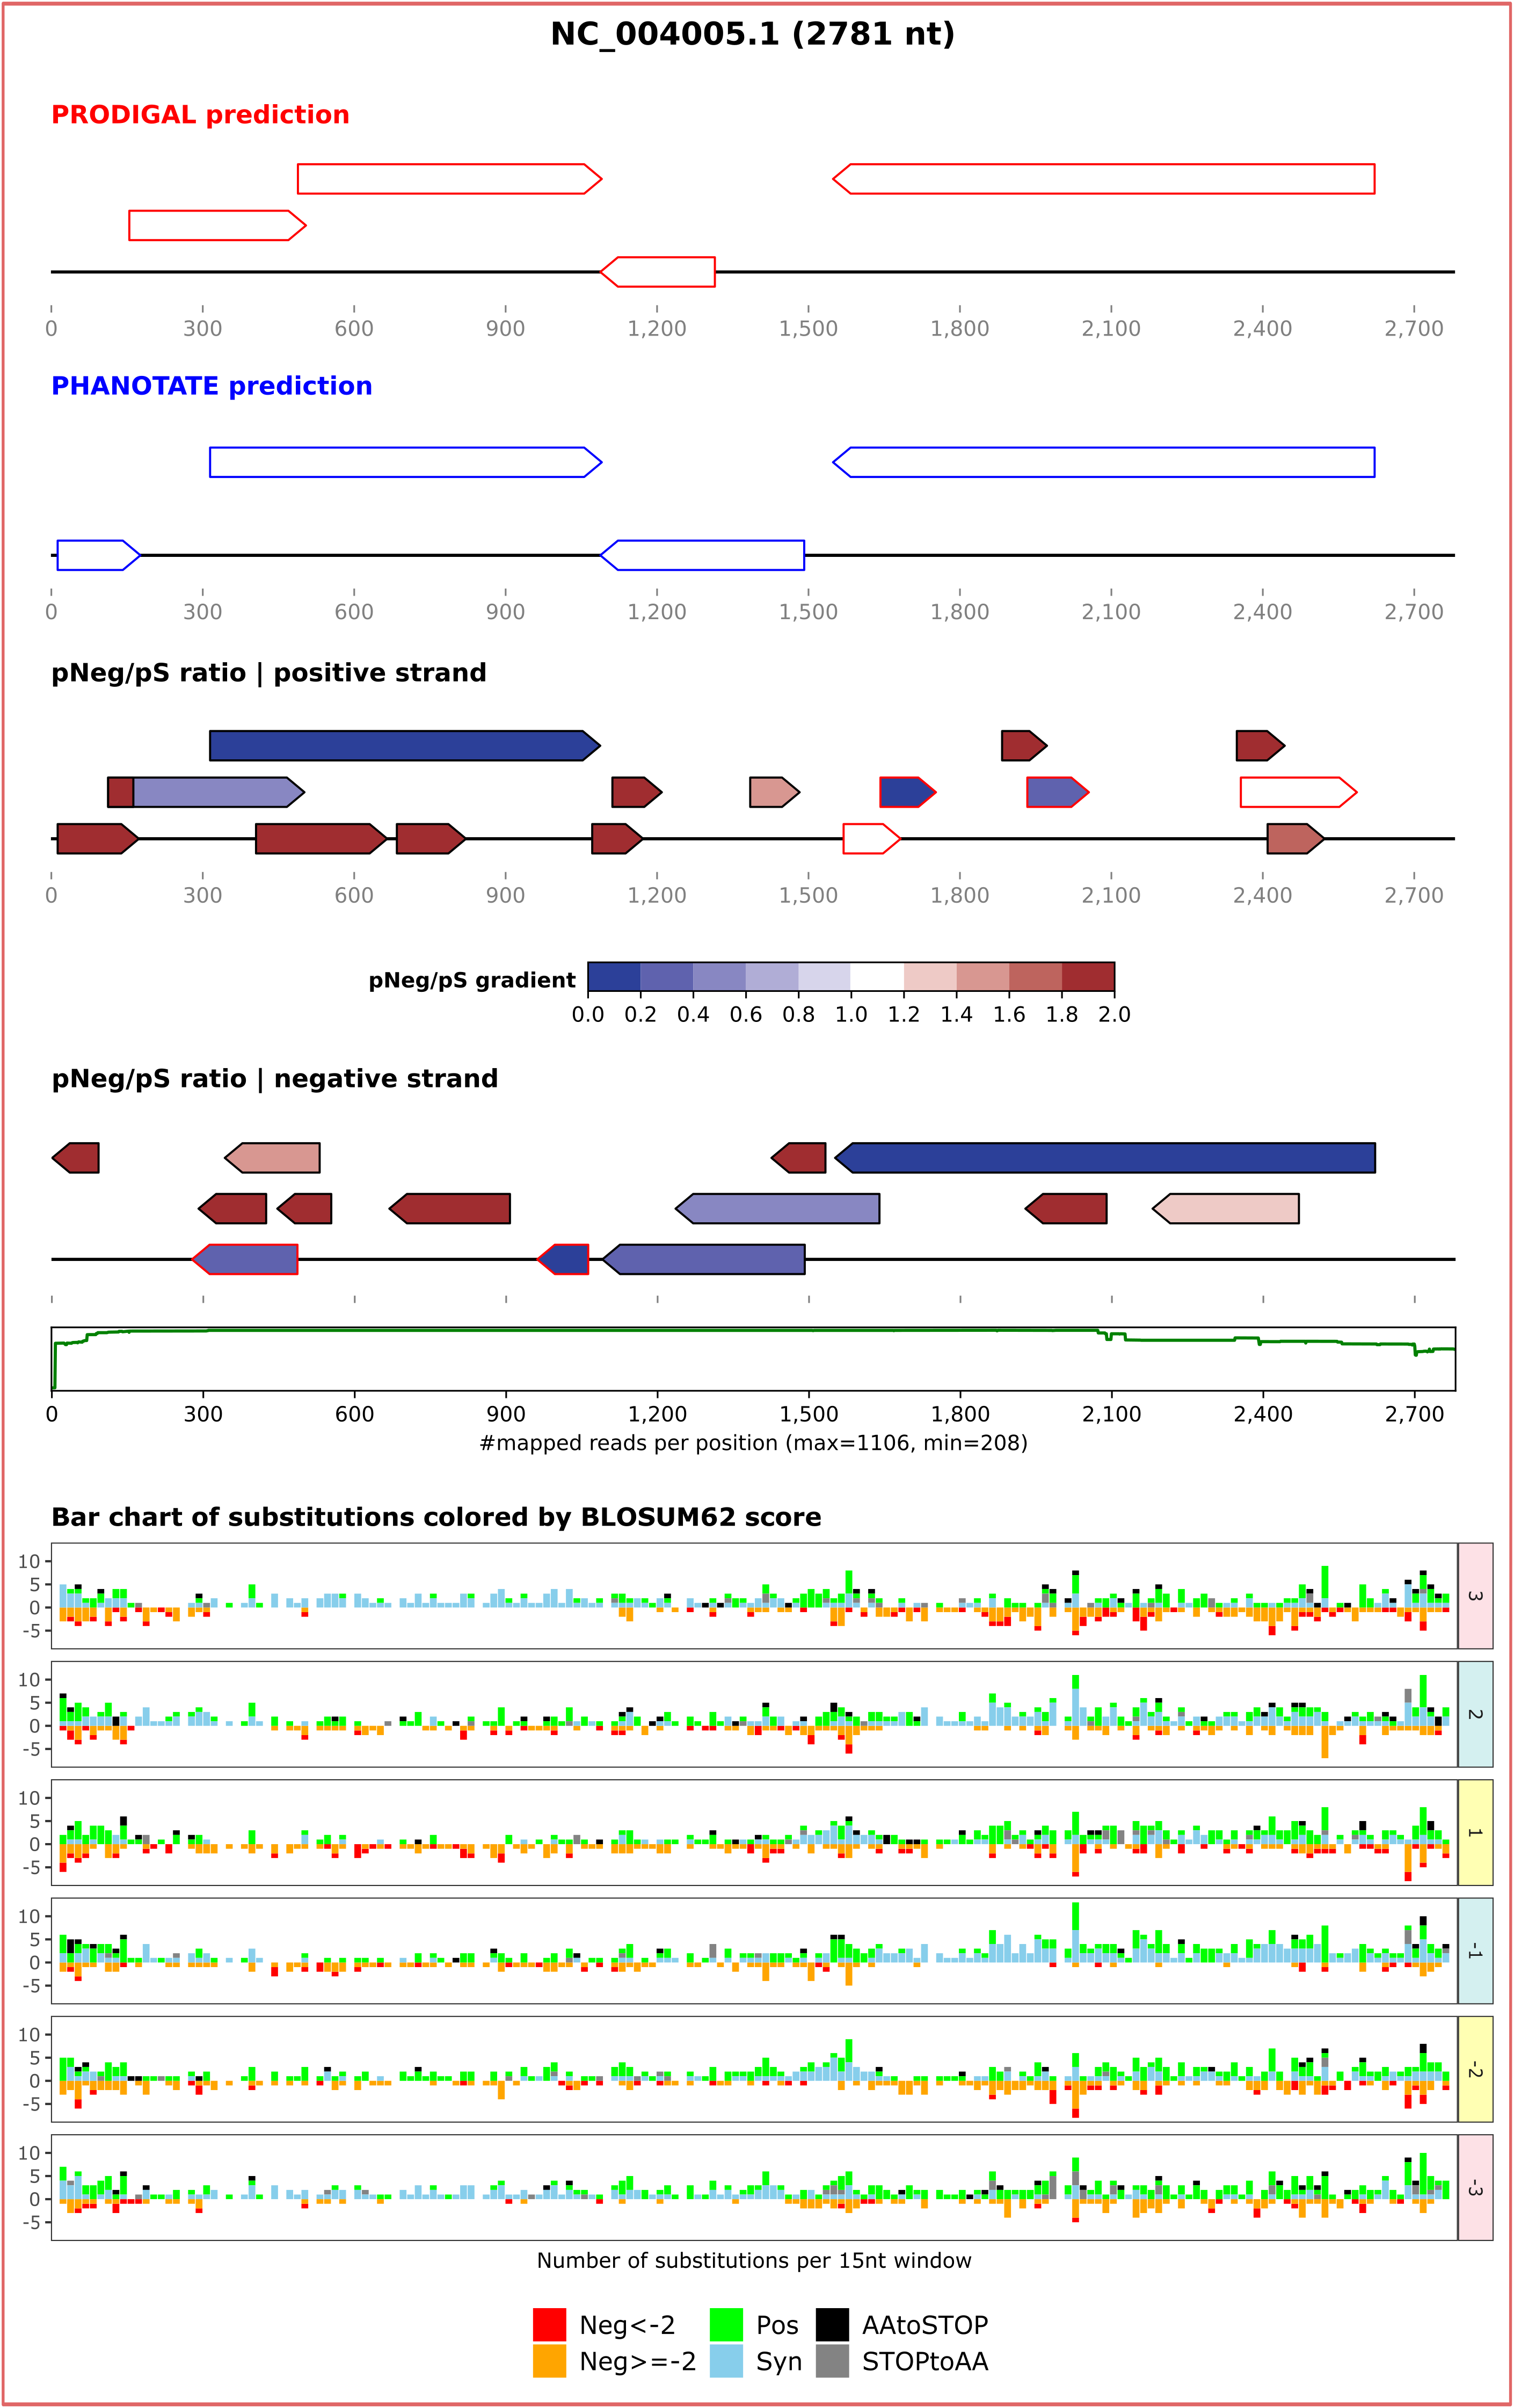 NC_004005.1 (2781 nt)
PRODIGAL prediction
0 300 600 900 1,200 1,500 1,800 2,100 2,400 2,700
PHANOTATE prediction
0 300 600 900 1,200 1,500 1,800 2,100 2,400 2,700
pNeg/pS ratio | positive strand
0 300 600 900 1,200 1,500 1,800 2,100 2,400 2,700
pNeg/pS gradient
0.0 0.2 0.4 0.6 0.8 1.0 1.2 1.4 1.6 1.8 2.0
pNeg/pS ratio | negative strand
0 300 600 900 1,200 1,500 1,800 2,100 2,400 2,700
#mapped reads per position (max=1106, min=208)
Bar chart of substitutions colored by BLOSUM62 score
10
5
0
-5
3
10
5
0
-5
2
10
5
0
-5
1
10
5
0
-5
-1
10
5
0
-5
-2
10
5
0
-5
-3
Number of substitutions per 15nt window
Neg<-2 Pos AAtoSTOP
Neg>=-2 Syn STOPtoAA